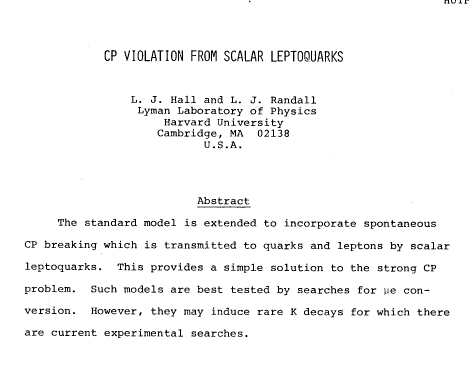 CP VIOLATION FROM SCALAR LEPTOQUARKS
L. J. Hall and L. J. Randall
Lyman Laboratory of Physics
Harvard University
Cambridge, MA 02138
U.S.A.
Abstract
The standard model is extended to incorporate spontaneous
CP breaking which is transmitted to quarks and leptons by scalar
leptoquarks. This provides a simple solution to the strong CP
problem. Such models are best tested by searches for μe con-
version. However, they may induce rare K decays for which there
are current experimental searches.